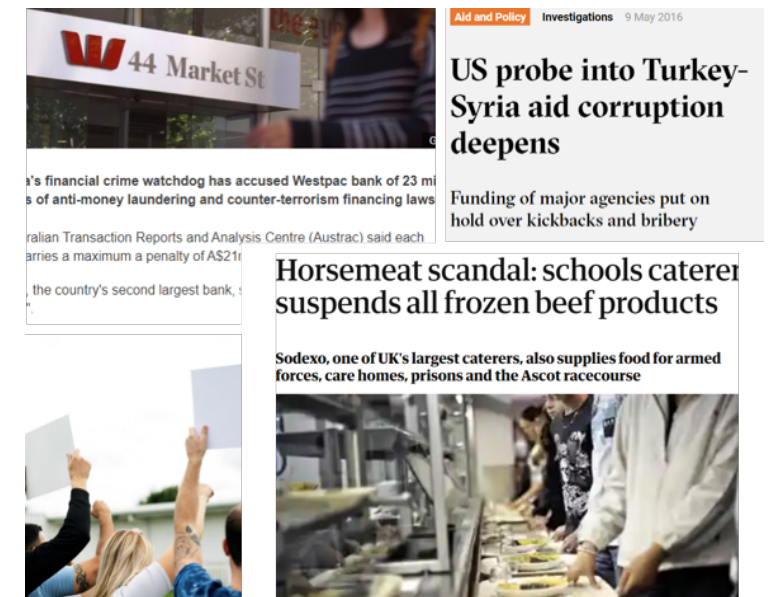 44 Market St
's financial crime watchdog has accused Westpac bank of 23 mi
s of anti-money laundering and counter-terrorism financing laws
ralian Transaction Reports and Analysis Centre (Austrac) said each
arries a maximum a penalty of A$21
, the country's second largest bank,
".
Aid and Policy Investigations 9 May 2016
US probe into Turkey-
Syria aid corruption
deepens
Funding of major agencies put on
hold over kickbacks and bribery
Horsemeat scandal: schools caterer
suspends all frozen beef products
Sodexo, one of UK's largest caterers, also supplies food for armed
forces, care homes, prisons and the Ascot racecourse